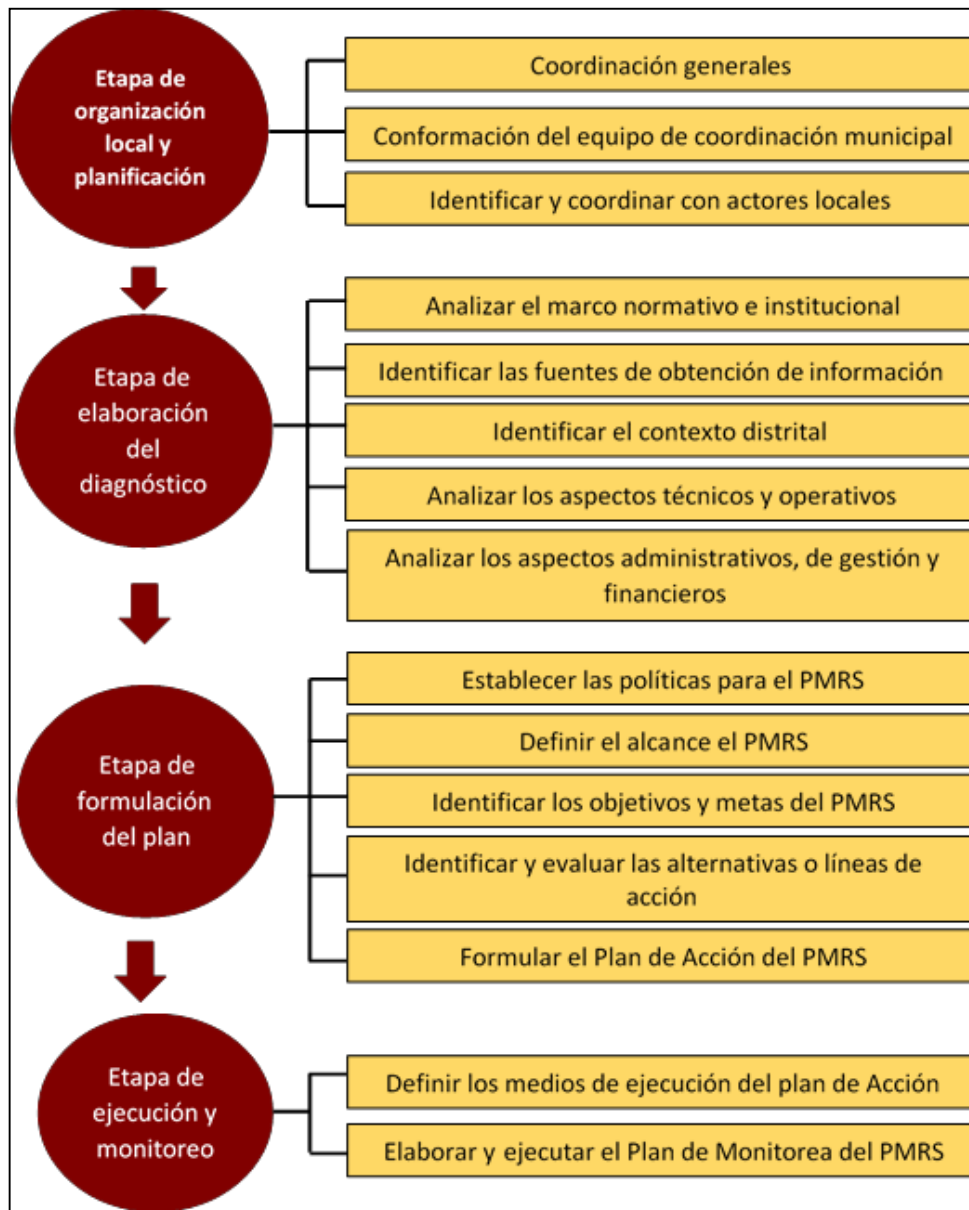 Etapa de
organización
local y
planificación
Coordinación generales
Conformación del equipo de coordinación municipal
Identificar y coordinar con actores locales
Etapa de
elaboración
del
diagnóstico
Analizar el marco normativo e institucional
Identificar las fuentes de obtención de información
Identificar el contexto distrital
Analizar los aspectos técnicos y operativos
Analizar los aspectos administrativos, de gestión y
financieros
Etapa de
formulación
del plan
Establecer las políticas para el PMRS
Definir el alcance el PMRS
Identificar los objetivos y metas del PMRS
Identificar y evaluar las alternativas o líneas de
acción
Formular el Plan de Acción del PMRS
Etapa de
ejecución y
monitoreo
Definir los medios de ejecución del plan de Acción
Elaborar y ejecutar el Plan de Monitorea del PMRS